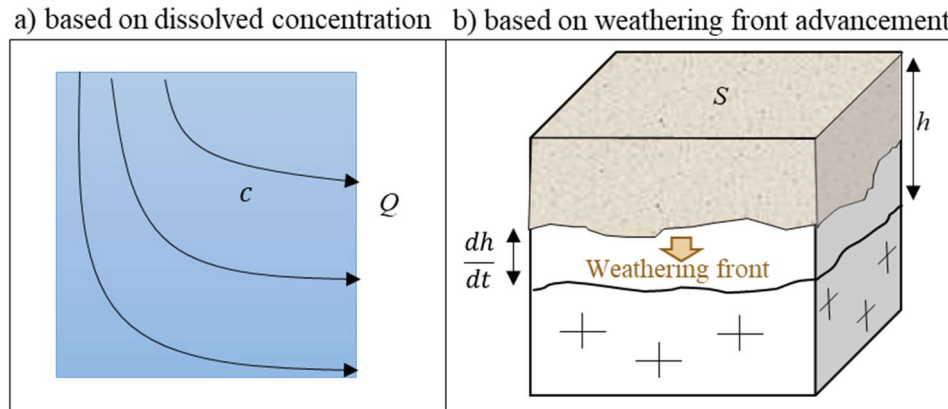 a) based on dissolved concentration
b) based on weathering front advancement
c
Q
S
h
dh
dt
Weathering front